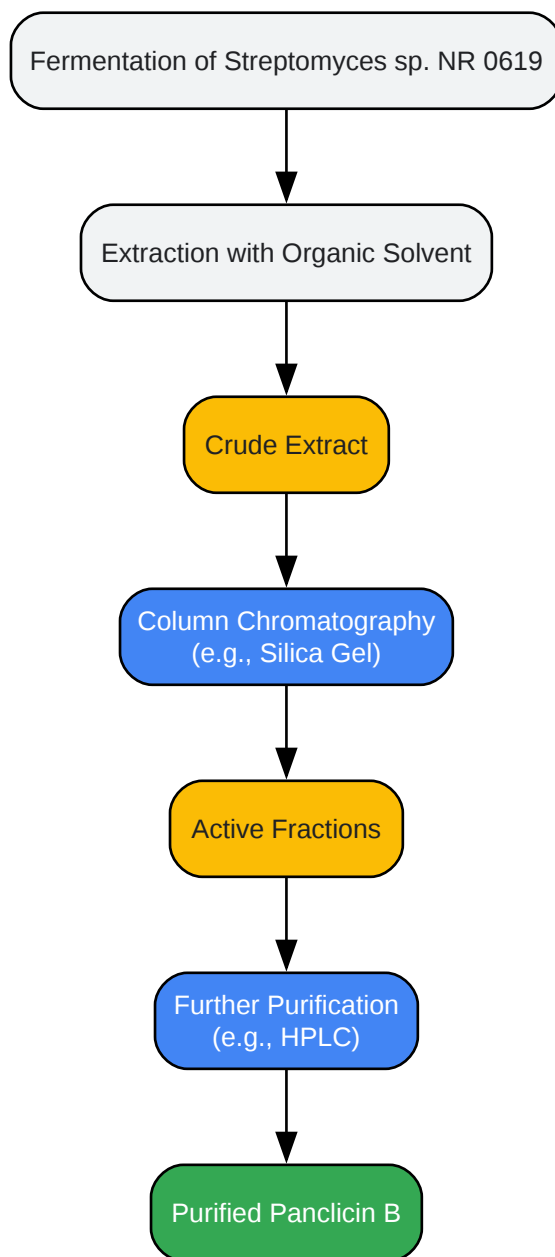 Fermentation of Streptomyces sp. NR 0619
Extraction with Organic Solvent
Crude Extract
Column Chromatography
(e.g., Silica Gel)
Active Fractions
Further Purification
(e.g., HPLC)
Purified Panclicin B